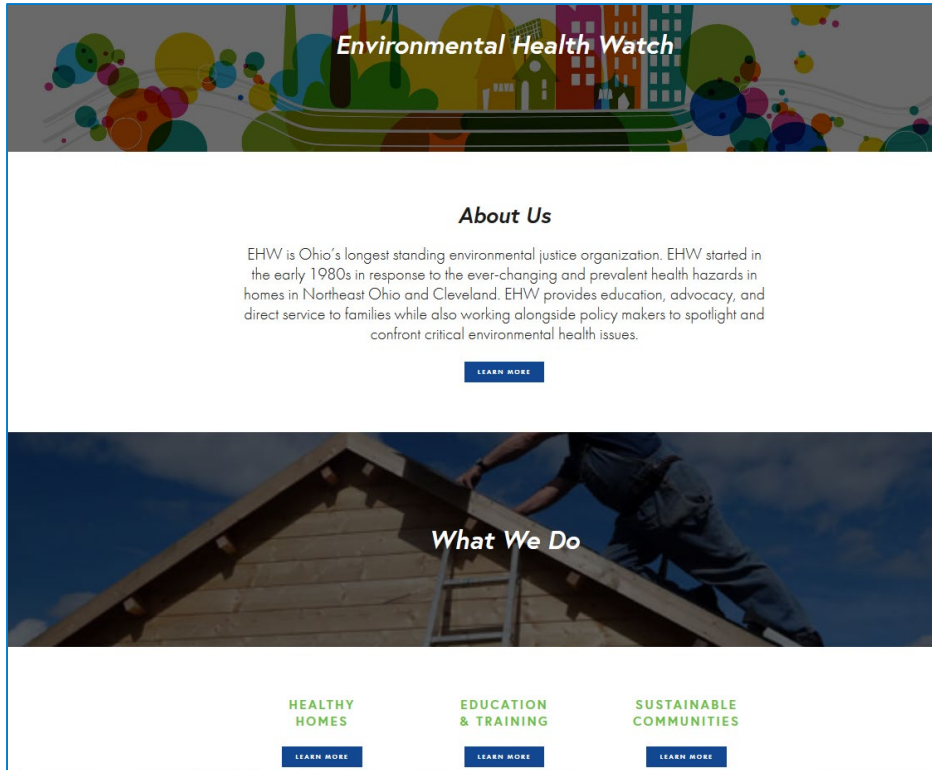 Environmental Health Watch
About Us
EHW is Ohio’s longest standing environmental justice organization. EHW started in
the early 1980s in response to the ever-changing and prevalent health hazards in
homes in Northeast Ohio and Cleveland. EHW provides education, advocacy, and
direct service to families while also working alongside policy makers to spotlight and
confront critical environmental health issues.
LEARN MORE
What We Do
HEALTHY
HOMES
LEARN MORE
EDUCATION
& TRAINING
LEARN MORE
SUSTAINABLE
COMMUNITIES
LEARN MORE